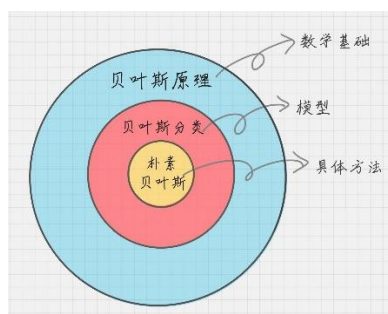 数学基础
贝叶斯原理
模型
贝叶斯分类
朴素
贝叶斯
具体方法